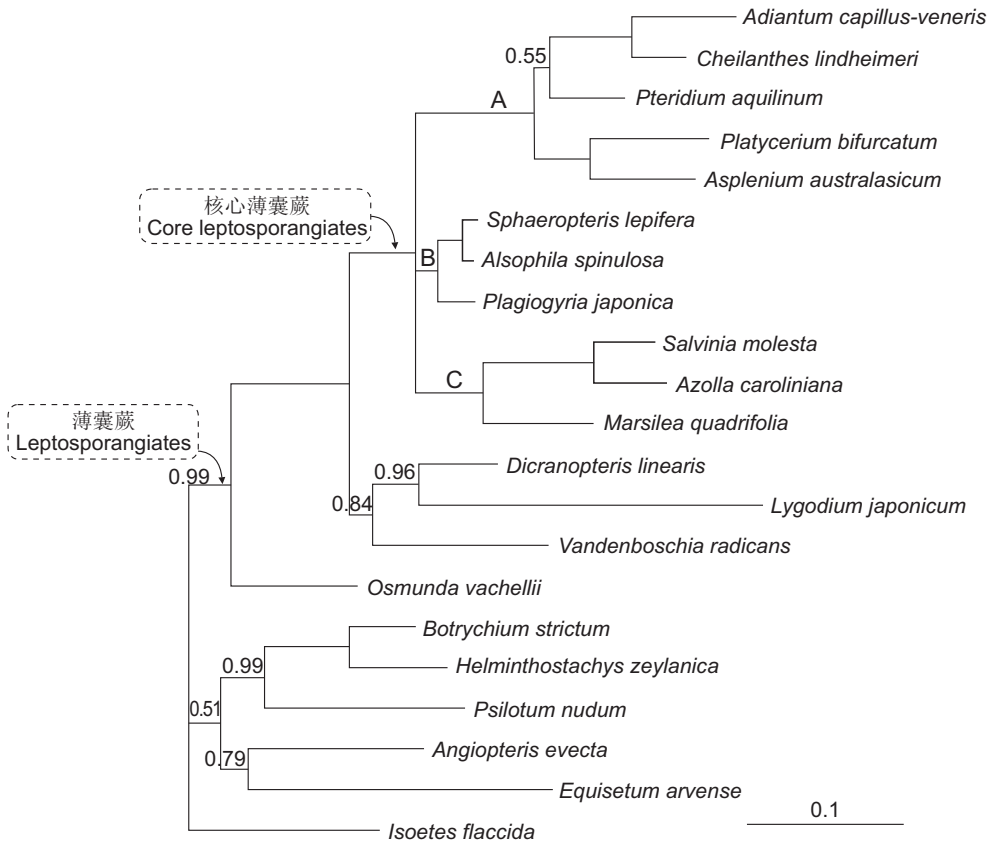 Adiantum capillus-veneris
0.55
Cheilanthes lindheimeri
A
Pteridium aquilinum
Platycerium bifurcatum
Asplenium australasicum
核心薄囊蕨
Core leptosporangiates
Sphaeropteris lepifera
B
Alsophila spinulosa
Plagiogyria japonica
Salvinia molesta
C
Azolla caroliniana
薄囊蕨
Leptosporangiates
Marsilea quadrifolia
0.99
0.96
Dicranopteris linearis
0.84
Lygodium japonicum
Vandenboschia radicans
Osmunda vachellii
Botrychium strictum
0.99
Helminthostachys zeylanica
0.51
Psilotum nudum
0.79
Angiopteris evecta
Equisetum arvense
0.1
Isoetes flaccida